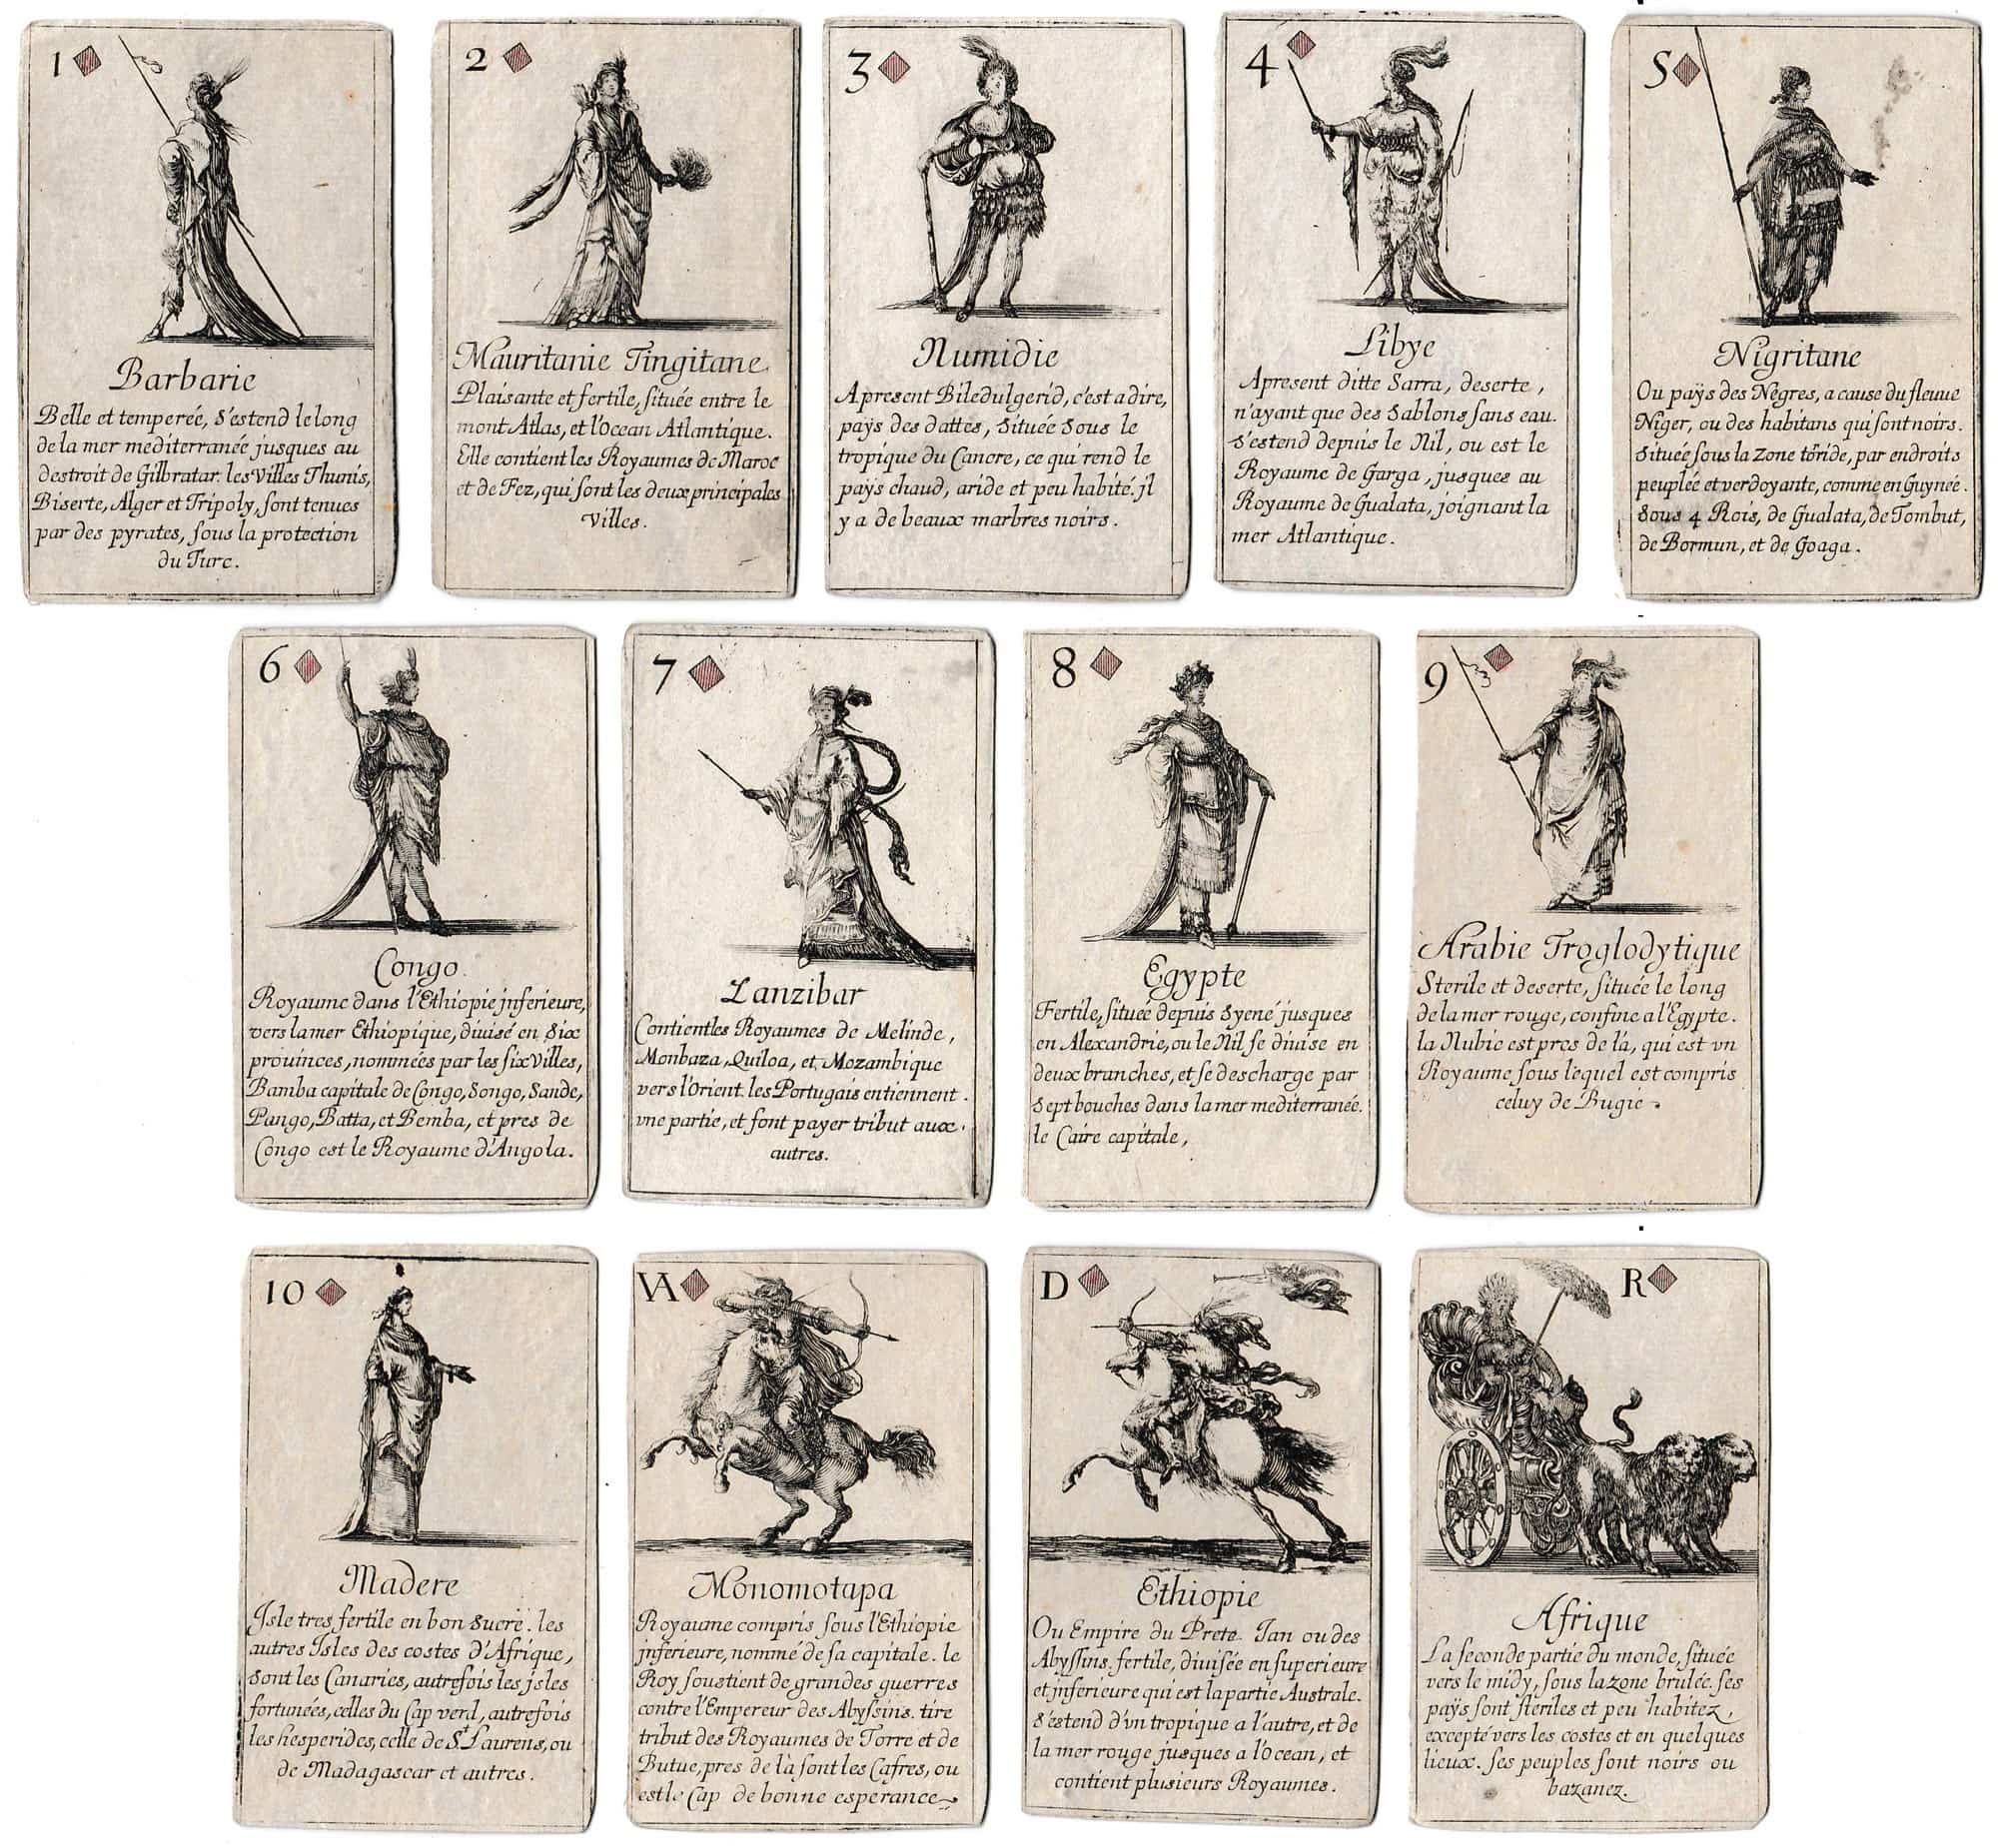 1
Barbarie
Belle et temperée, s'estend le long
de la mer mediterraneé jusques au
destroit de Gilbratar. les Villes Thunis,
Biserte, Alger et Tripoly, sont tenues
par des pyrates, sous la protection
du Turc.
2
Mauritanie Tingitane
Plaisante et fertile, située entre le
mont Atlas, et l'Ocean Atlantique.
Elle contient les Royaumes de Maroc
et de Fez, qui sont les deux principales
Villes.
3
Numidie
Apresent Biledulgerid, c'est a dire,
païs des dattes, située sous le
tropique du Cancre, ce qui rend le
païs chaud, aride et peu habité. jl
y a de beaux marbres noirs.
4
Libye
Apresent ditte Sarra, deserte,
n'ayant que des sablons sans eau.
s'estend depuis le Nil, ou est le
Royaume de Garga, jusques au
Royaume de Gualata, joignant la
mer Atlantique.
5
Nigritane
Ou païs des Nègres, a cause du fleuue
Niger, ou des habitans qui sont noirs.
située sous la zone toride, par endroits
peuplée et verdoyante, comme en Guynée.
sous 4 Rois, de Gualata, de Tombut,
de Bormun, et de Goaga.
6
Congo
Royaume dans l'Ethiopie jnferieure,
vers la mer Ethiopique, diuisé en six
prouinces, nommées par les six Villes,
Bamba capitale de Congo, Songo, Sande,
Pango, Batta, et Bemba, et pres de
Congo est le Royaume d'Angola.
7
Zanzibar
Contient les Royaumes de Melinde,
Monbaza, Quiloa, et Mozambique
vers l'Orient. les Portugais en tiennent
vne partie, et font payer tribut aux
autres.
8
Egypte
Fertile, située depuis Syené jusques
en Alexandrie, ou le Nil se diuise en
deux branches, et se descharge par
sept bouches dans la mer mediterranée.
le Caire capitale,
9
Arabie Troglodytique
Sterile et deserte, située le long
de la mer rouge, confine a l'Egypte.
la Nubie est pres de là, qui est vn
Royaume sous lequel est compris
celuy de Bugie.
10
Madere
Isle tres fertile en bon sucre. les
autres Isles des costes d'Afrique,
sont les Canaries, autrefois les jsles
fortunées, celles du Cap verd, autrefois
les hesperides, celle de St. Laurens, ou
de Madagascar et autres.
VA
Monomotapa
Royaume compris sous l'Ethiopie
jnferieure, nommé de sa capitale. le
Roy soustient de grandes guerres
contre l'Empereur des Abyssins. tire
tribut des Royaumes de Torre et de
Butue, pres de là sont les Cafres, ou
est le Cap de bonne esperance
D
Ethiopie
Ou Empire du Prete Ian ou des
Abyssins, fertile, diuisée en superieure
et jnferieure qui est la partie Australe.
s'estend d'vn tropique a l'autre, et de
la mer rouge jusques a l'ocean, et
contient plusieurs Royaumes.
R
Afrique
La seconde partie du monde, située
vers le midy, sous la zone brulée. ses
païs sont steriles et peu habitez,
excepté vers les costes et en quelques
lieux. ses peuples sont noirs ou
bazanez.